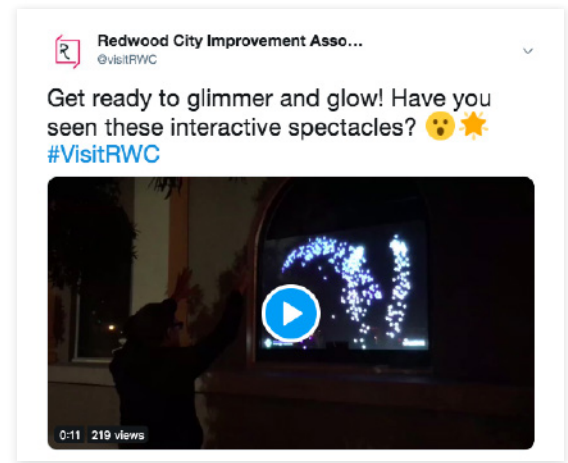 Redwood City Improvement Asso...
@visitRWC
Get ready to glimmer and glow! Have you
seen these interactive spectacles? 😮🌟
#VisitRWC
0:11 219 views